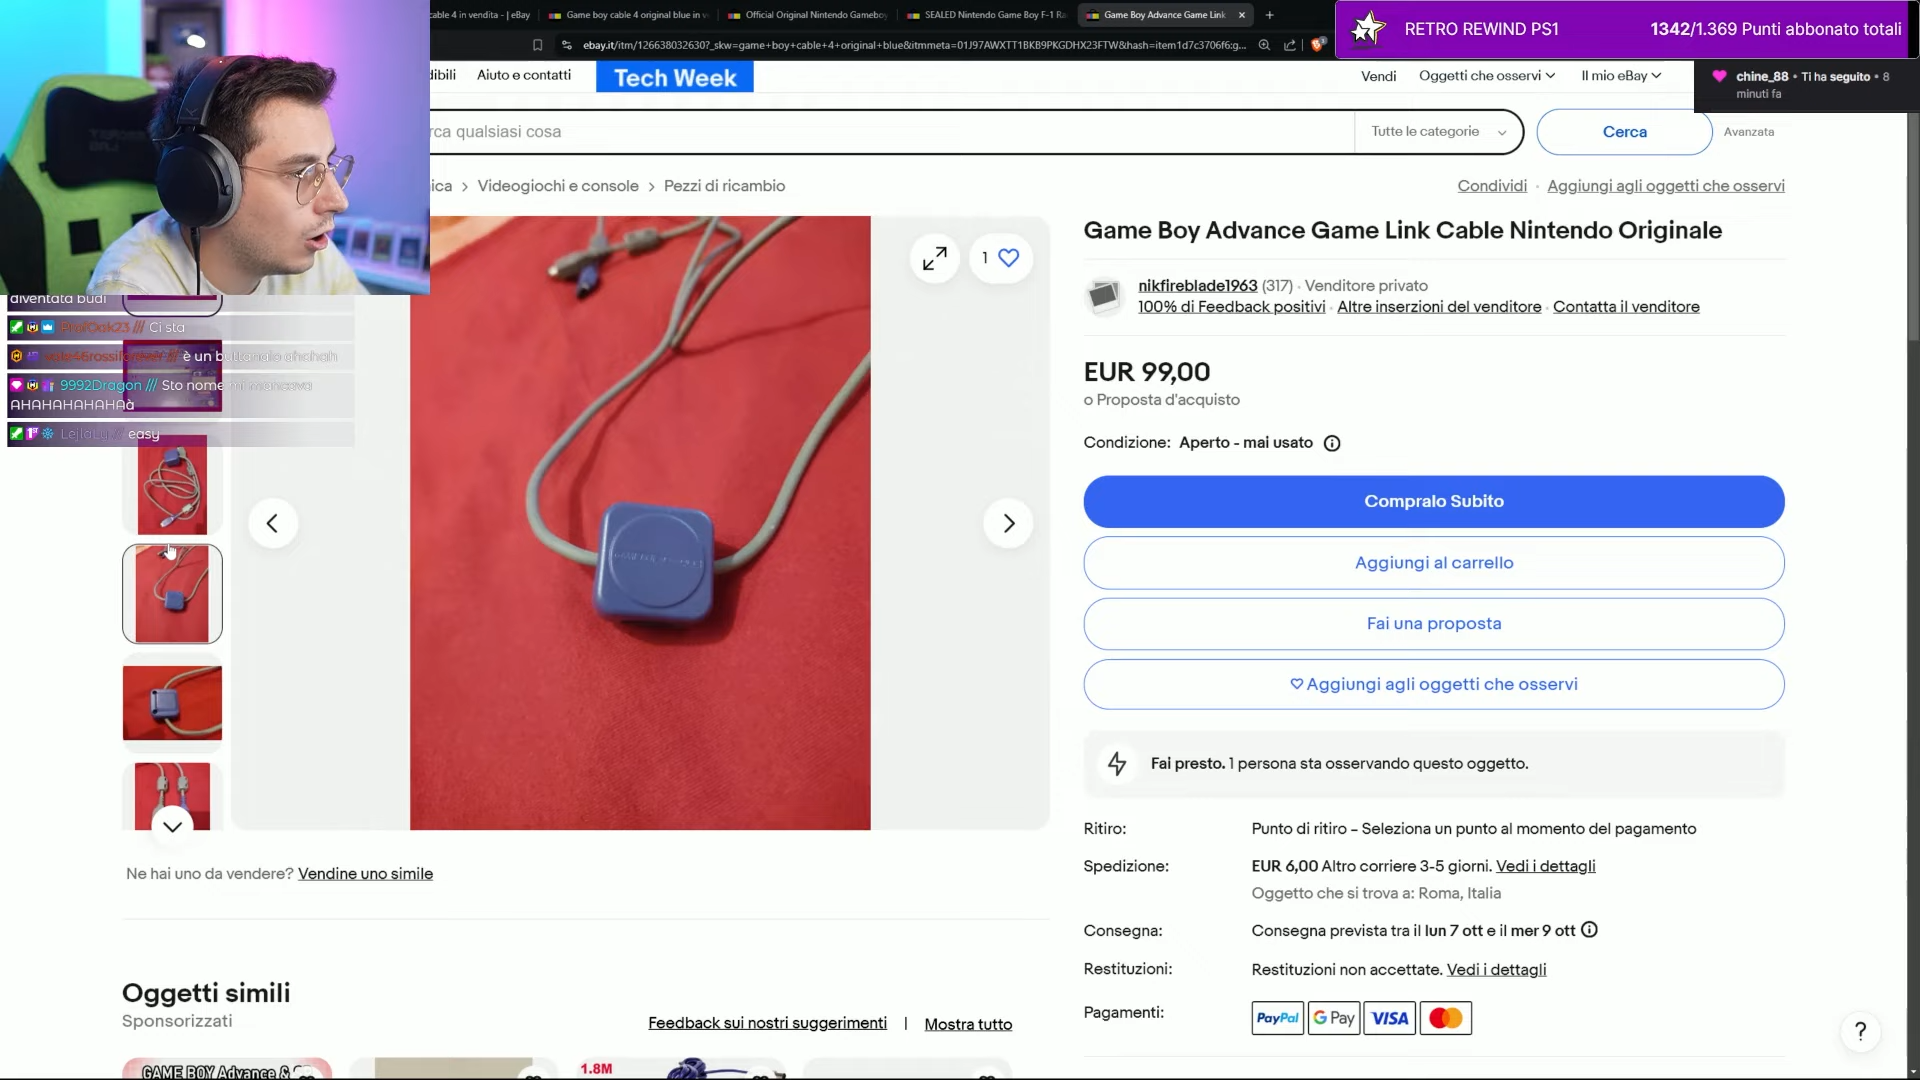 cable 4 in vendita - | eBay
Game boy cable 4 original blue in v
Official Original Nintendo Gameboy
SEALED Nintendo Game Boy F-1 Ra
Game Boy Advance Game Link
RETRO REWIND PS1
1342/1.369 Punti abbonato totali
chine_88 • Ti ha seguito • 8
minuti fa
dibili
Aiuto e contatti
Tech Week
Vendi
Oggetti che osservi
Il mio eBay
rca qualsiasi cosa
Tutte le categorie
Cerca
Avanzata
ica > Videogiochi e console > Pezzi di ricambio
Condividi
Aggiungi agli oggetti che osservi
Game Boy Advance Game Link Cable Nintendo Originale
nikfireblade1963 (317) · Venditore privato
100% di Feedback positivi · Altre inserzioni del venditore · Contatta il venditore
1
diventata budi
/// Ci sta
è un buttanaio ahahah
9992Dragon /// Sto nome mi mancava
AHAHAHAHAHAà
easy
EUR 99,00
o Proposta d'acquisto
Condizione: Aperto - mai usato
Compralo Subito
Aggiungi al carrello
Fai una proposta
Aggiungi agli oggetti che osservi
Fai presto. 1 persona sta osservando questo oggetto.
Ritiro: Punto di ritiro – Seleziona un punto al momento del pagamento
Spedizione: EUR 6,00 Altro corriere 3-5 giorni. Vedi i dettagli
Oggetto che si trova a: Roma, Italia
Consegna: Consegna prevista tra il lun 7 ott e il mer 9 ott
Restituzioni: Restituzioni non accettate. Vedi i dettagli
Pagamenti: PayPal G Pay VISA
Ne hai uno da vendere? Vendine uno simile
Oggetti simili
Sponsorizzati
Feedback sui nostri suggerimenti | Mostra tutto
GAME BOY Advance &
1.8M
?